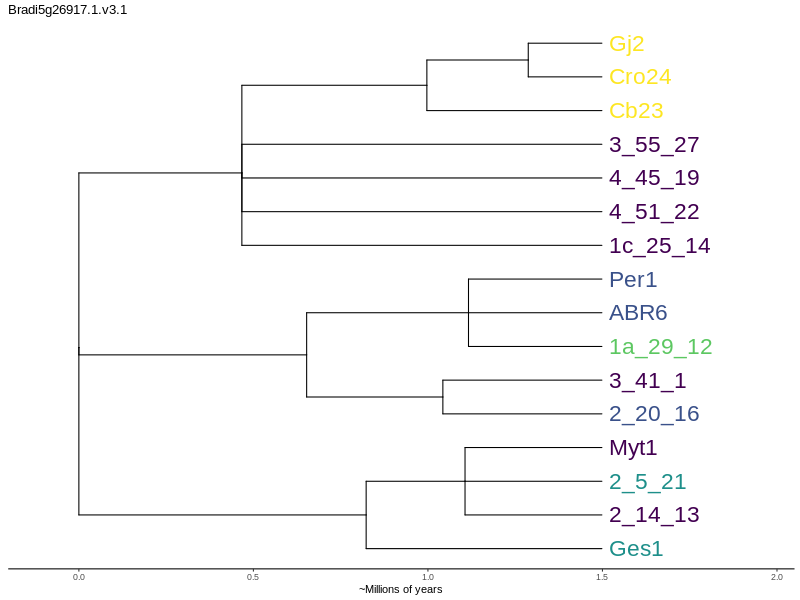 Bradi5g26917.1.v3.1
Gj2
Cro24
Cb23
3_55_27
4_45_19
4_51_22
1c_25_14
Per1
ABR6
1a_29_12
3_41_1
2_20_16
Myt1
2_5_21
2_14_13
Ges1
0.0 0.5 1.0 1.5 2.0
~Millions of years